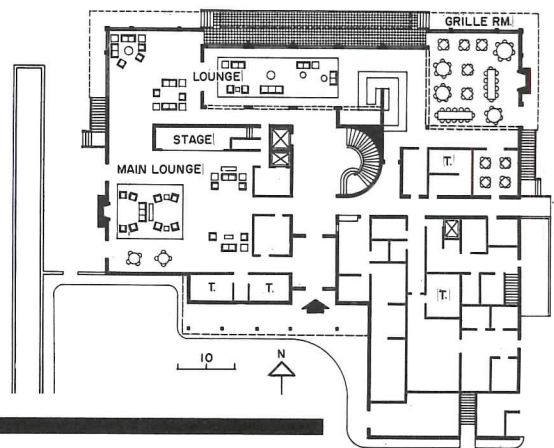 GRILLE RM.
LOUNGE
STAGE
T.
MAIN LOUNGE
T.
T. T.
10
N